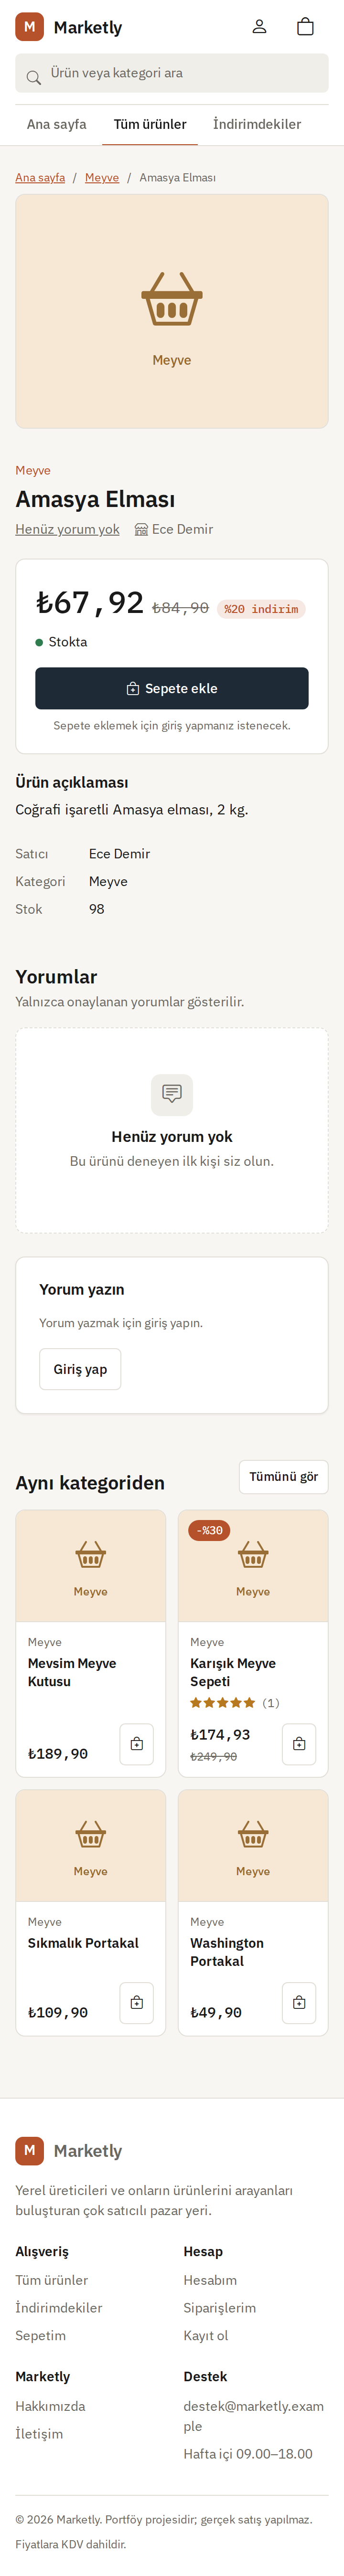 M Marketly
Ürün veya kategori ara
Ana sayfa Tüm ürünler İndirimdekiler
Ana sayfa / Meyve / Amasya Elması
Meyve
Meyve
Amasya Elması
Henüz yorum yok Ece Demir
₺67,92 ₺84,90 %20 indirim
Stokta
Sepete ekle
Sepete eklemek için giriş yapmanız istenecek.
Ürün açıklaması
Coğrafi işaretli Amasya elması, 2 kg.
Satıcı Ece Demir
Kategori Meyve
Stok 98
Yorumlar
Yalnızca onaylanan yorumlar gösterilir.
Henüz yorum yok
Bu ürünü deneyen ilk kişi siz olun.
Yorum yazın
Yorum yazmak için giriş yapın.
Giriş yap
Aynı kategoriden
Tümünü gör
Meyve
Meyve
Mevsim Meyve
Kutusu
₺189,90
-%30
Meyve
Meyve
Karışık Meyve
Sepeti
(1)
₺174,93
₺249,90
Meyve
Meyve
Sıkmalık Portakal
₺109,90
Meyve
Meyve
Washington
Portakal
₺49,90
M Marketly
Yerel üreticileri ve onların ürünlerini arayanları
buluşturan çok satıcılı pazar yeri.
Alışveriş
Tüm ürünler
İndirimdekiler
Sepetim
Hesap
Hesabım
Siparişlerim
Kayıt ol
Marketly
Hakkımızda
İletişim
Destek
destek@marketly.exam
ple
Hafta içi 09.00–18.00
© 2026 Marketly. Portföy projesidir; gerçek satış yapılmaz.
Fiyatlara KDV dahildir.